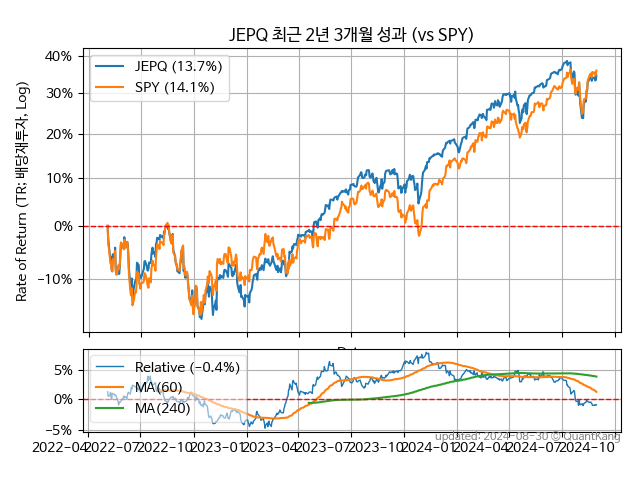 JEPQ 최근 2년 3개월 성과 (vs SPY)
Rate of Return (TR: 배당재투자, Log)
40%
30%
20%
10%
0%
−10%
JEPQ (13.7%)
SPY (14.1%)
5%
0%
−5%
Relative (−0.4%)
MA(60)
MA(240)
updated: 2024-08-30 © QuantKang
2022-04
2022-07
2022-10
2023-01
2023-04
2023-07
2023-10
2024-01
2024-04
2024-07
2024-10